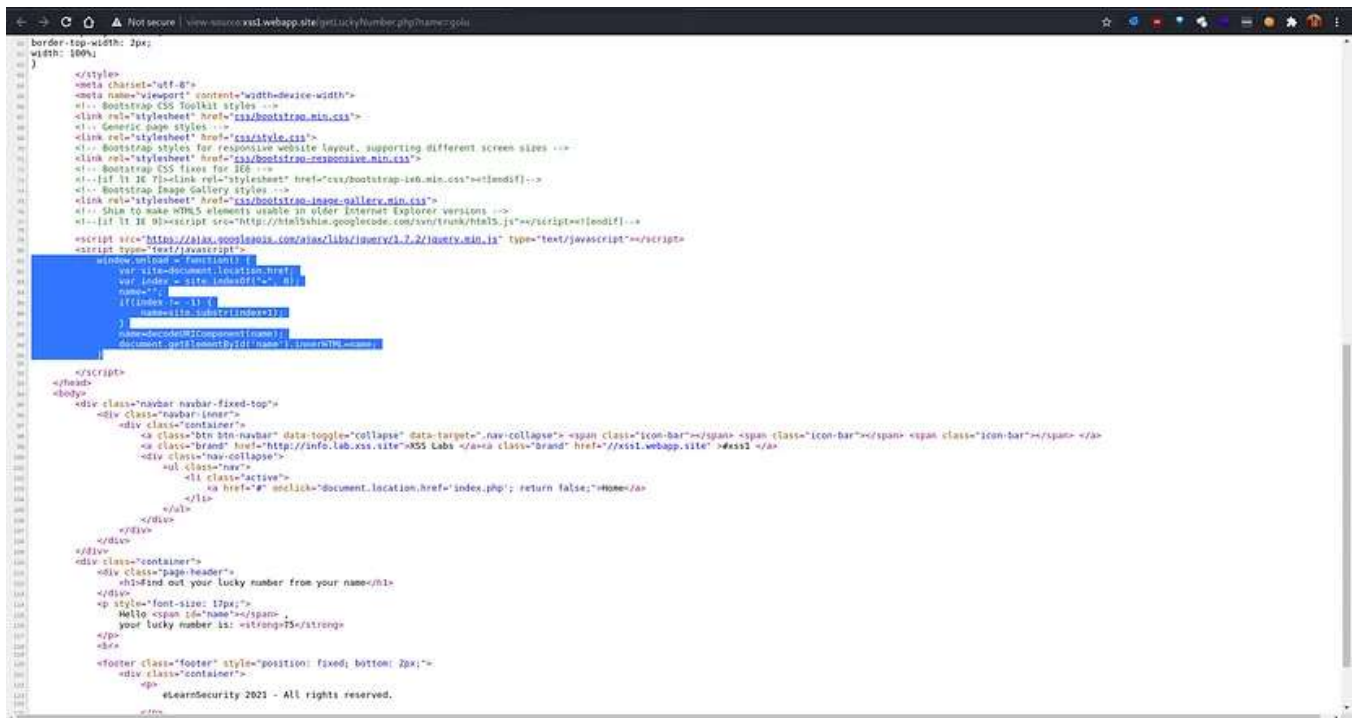 Not secure | view-source:xss1.webapp.site/getLuckyNumber.php?name=golu
border-top-width: 2px;
width: 100%;
}
</style>
<meta charset="utf-8">
<meta name="viewport" content="width=device-width">
<!-- Bootstrap CSS Toolkit styles -->
<link rel="stylesheet" href="css/bootstrap.min.css">
<!-- Generic page styles -->
<link rel="stylesheet" href="css/style.css">
<!-- Bootstrap styles for responsive website layout, supporting different screen sizes -->
<link rel="stylesheet" href="css/bootstrap-responsive.min.css">
<!-- Bootstrap CSS fixes for IE6 -->
<!--[if lt IE 7]><link rel="stylesheet" href="css/bootstrap-ie6.min.css"><![endif]-->
<!-- Bootstrap Image Gallery styles -->
<link rel="stylesheet" href="css/bootstrap-image-gallery.min.css">
<!-- Shim to make HTML5 elements usable in older Internet Explorer versions -->
<!--[if lt IE 9]><script src="http://html5shim.googlecode.com/svn/trunk/html5.js"></script><![endif]-->
<script src="https://ajax.googleapis.com/ajax/libs/jquery/1.7.2/jquery.min.js" type="text/javascript"></script>
<script type="text/javascript">
window.onload = function() {
var site=document.location.href;
var index = site.indexOf("=", 0);
name="";
if(index != -1) {
name=site.substr(index+1);
}
name=decodeURIComponent(name);
document.getElementById('name').innerHTML=name;
}
</script>
</head>
<body>
<div class="navbar navbar-fixed-top">
<div class="navbar-inner">
<div class="container">
<a class="btn btn-navbar" data-toggle="collapse" data-target=".nav-collapse"> <span class="icon-bar"></span> <span class="icon-bar"></span> <span class="icon-bar"></span> </a>
<a class="brand" href="http://info.lab.xss.site">XSS Labs </a><a class="brand" href="//xss1.webapp.site" >#xss1 </a>
<div class="nav-collapse">
<ul class="nav">
<li class="active">
<a href="#" onclick="document.location.href='index.php'; return false;">Home</a>
</li>
</ul>
</div>
</div>
</div>
</div>
<div class="container">
<div class="page-header">
<h1>Find out your lucky number from your name</h1>
</div>
<p style="font-size: 17px;">
Hello <span id="name"></span> ,
your lucky number is: <strong>75</strong>
</p>
<br>
<footer class="footer" style="position: fixed; bottom: 2px;">
<div class="container">
<p>
eLearnSecurity 2021 - All rights reserved.
</p>